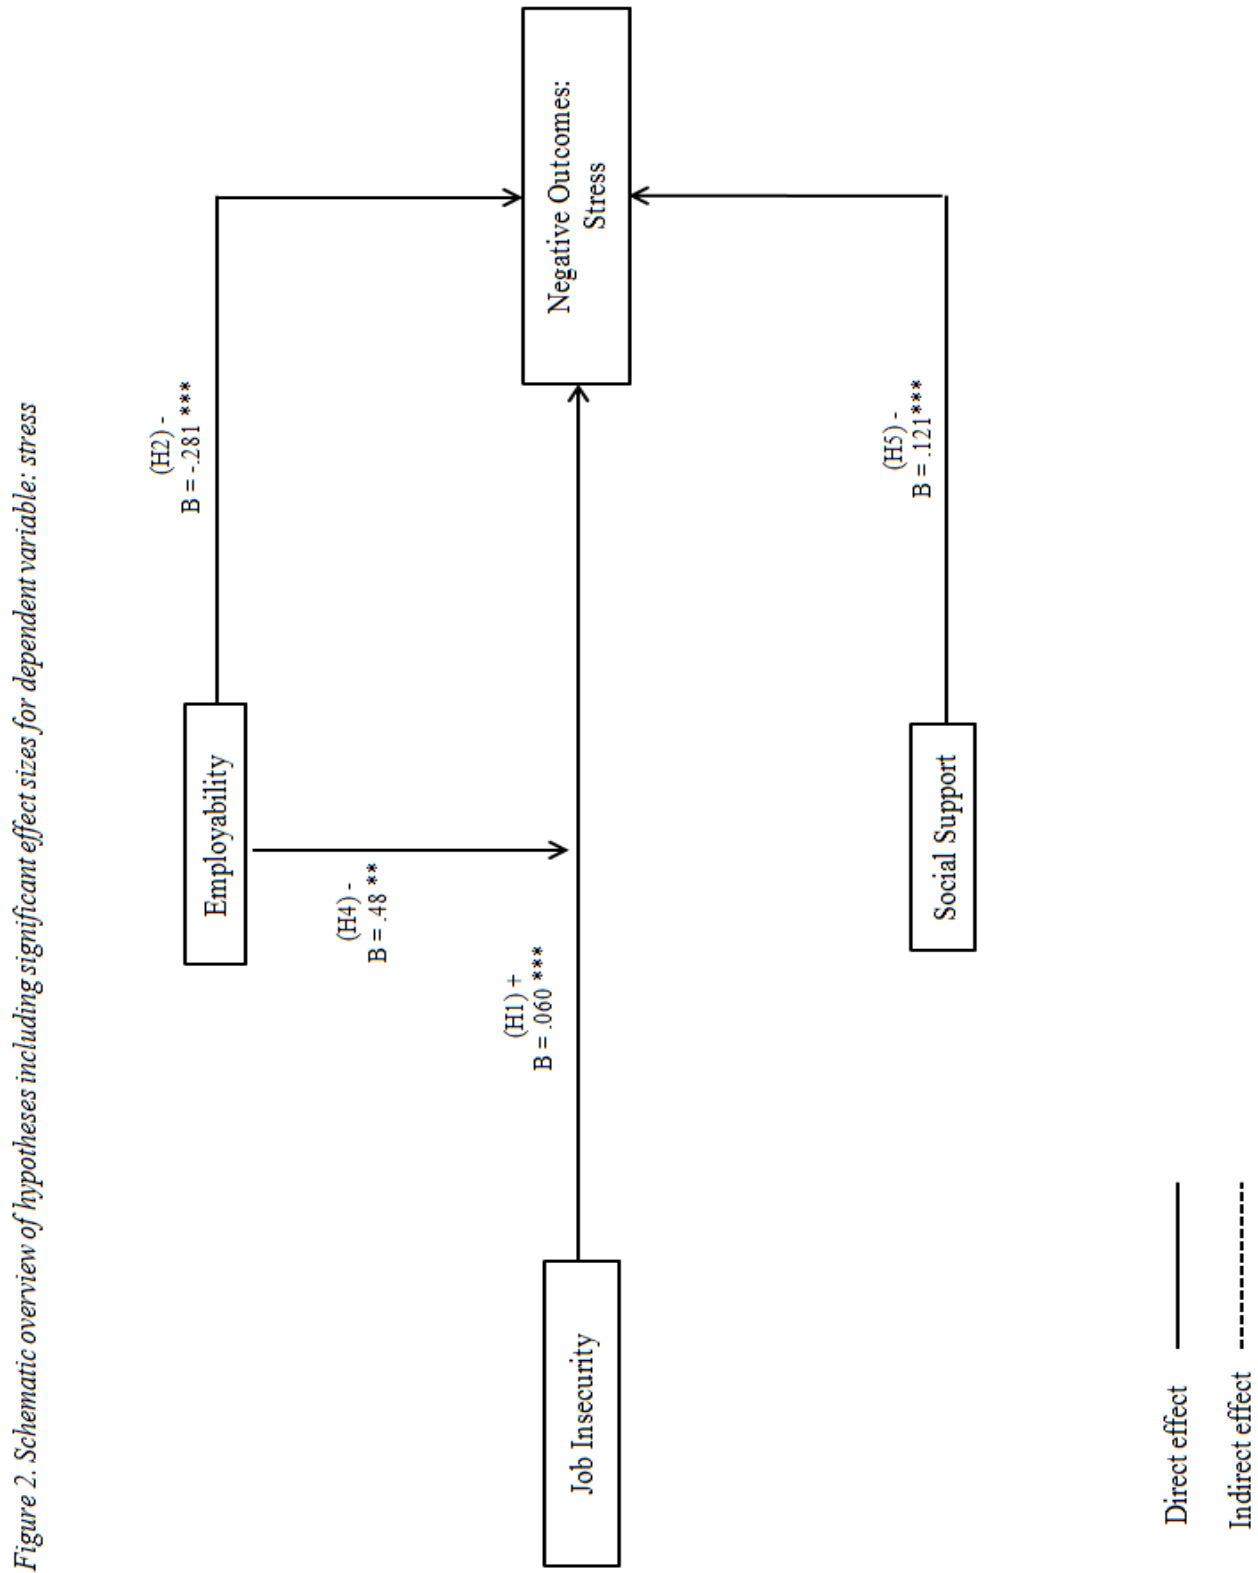 Figure 2. Schematic overview of hypotheses including significant effect sizes for dependent variable: stress
Employability
(H2) -
B = -.281 ***
(H4) -
B = .48 **
(H1) +
B = .060 ***
Job Insecurity
Negative Outcomes:
Stress
(H5) -
B = .121***
Social Support
Direct effect
Indirect effect